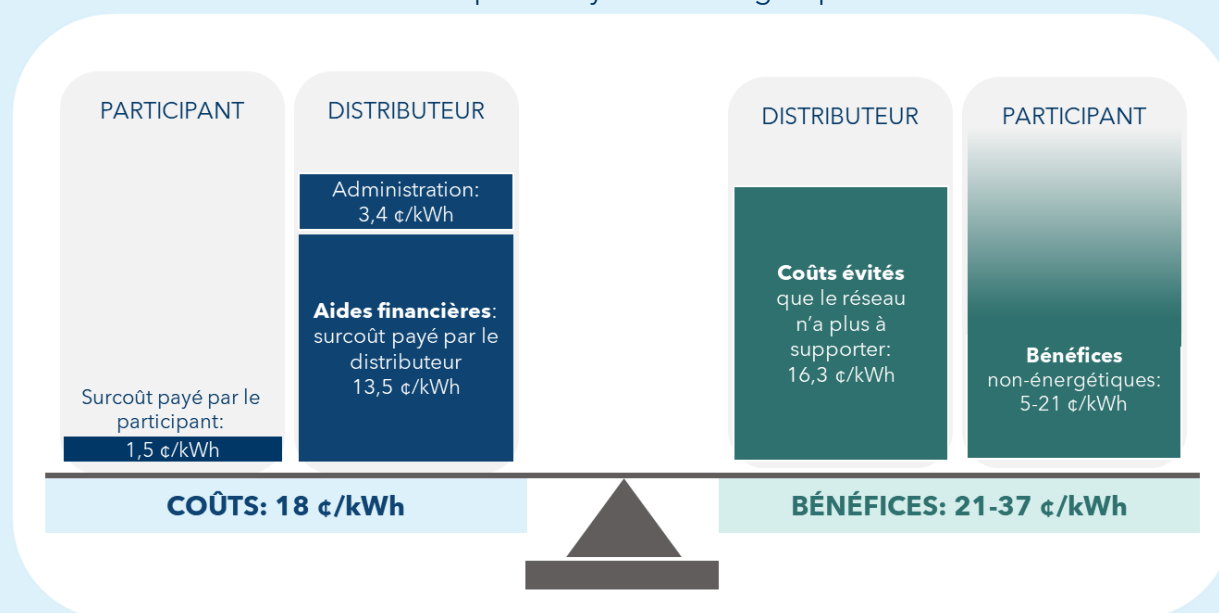 PARTICIPANT
Surcoût payé par le
participant:
1,5 ¢/kWh
DISTRIBUTEUR
Administration:
3,4 ¢/kWh
Aides financières:
surcoût payé par le
distributeur
13,5 ¢/kWh
DISTRIBUTEUR
Coûts évités
que le réseau
n’a plus à
supporter:
16,3 ¢/kWh
PARTICIPANT
Bénéfices
non-énergétiques:
5-21 ¢/kWh
COÛTS: 18 ¢/kWh
BÉNÉFICES: 21-37 ¢/kWh